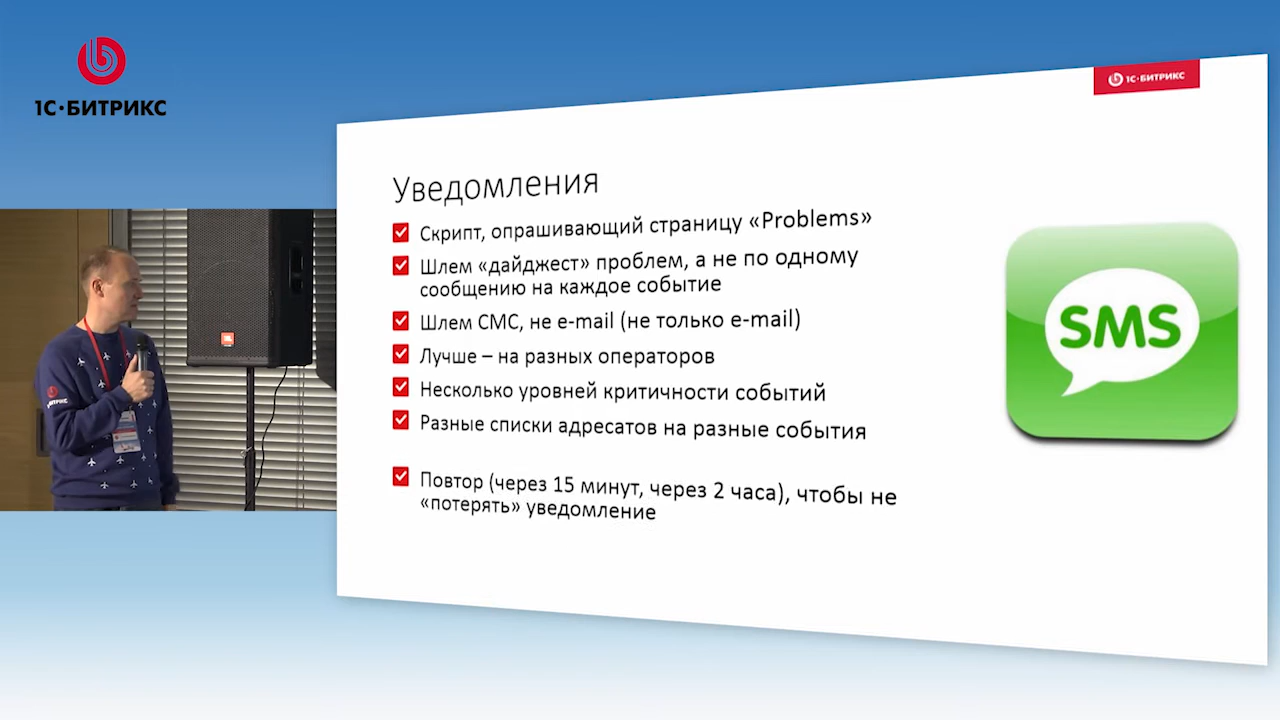 1С·БИТРИКС
1С·БИТРИКС
Уведомления
Скрипт, опрашивающий страницу «Problems»
Шлем «дайджест» проблем, а не по одному
сообщению на каждое событие
Шлем СМС, не e-mail (не только e-mail)
Лучше – на разных операторов
Несколько уровней критичности событий
Разные списки адресатов на разные события
Повтор (через 15 минут, через 2 часа), чтобы не
«потерять» уведомление
SMS
JBL